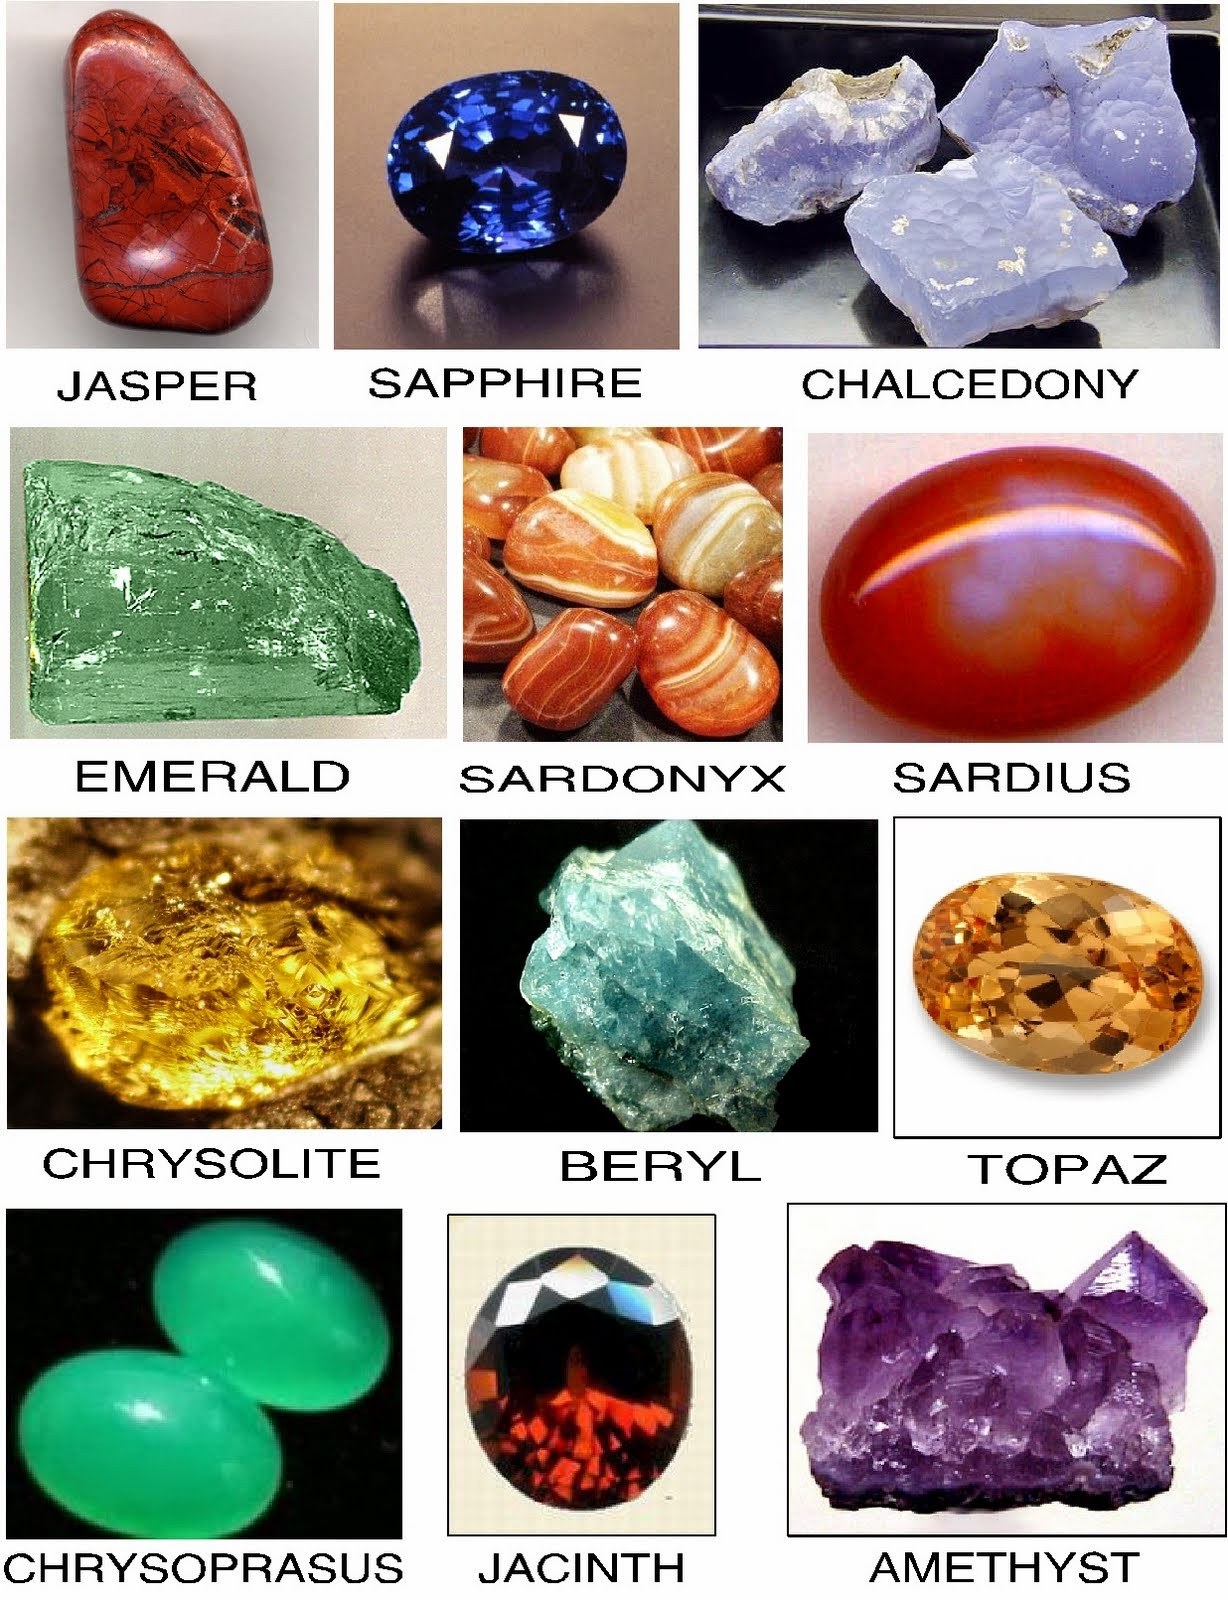 JASPER
SAPPHIRE
CHALCEDONY
EMERALD
SARDONYX
SARDIUS
CHRYSOLITE
BERYL
TOPAZ
CHRYSOPRASUS
JACINTH
AMETHYST